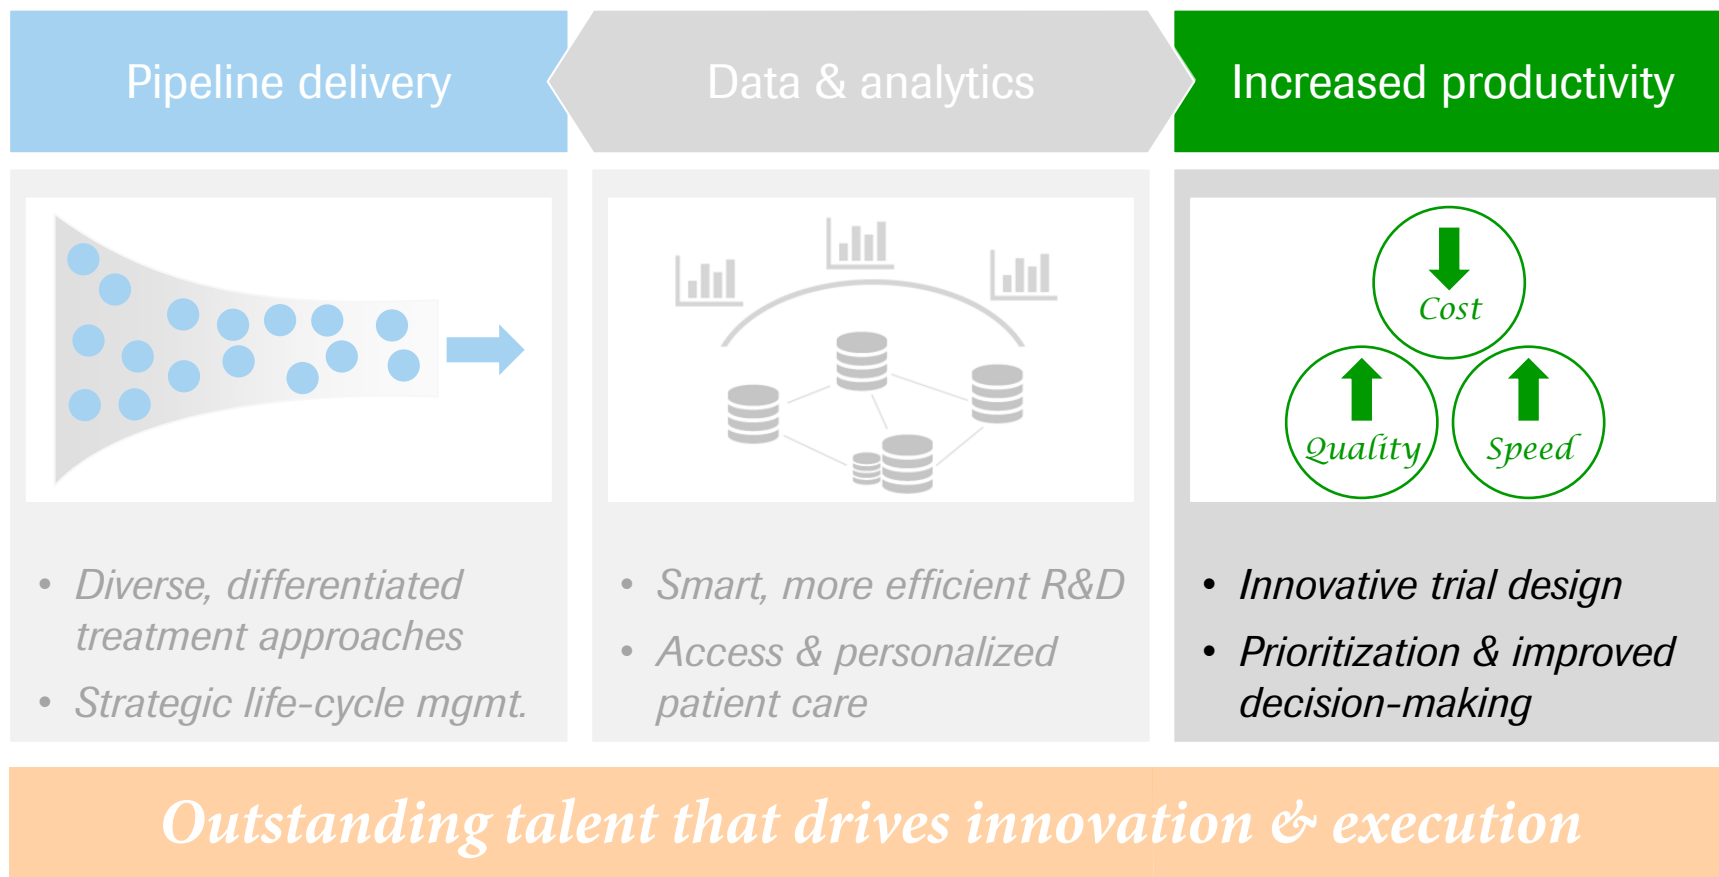 Pipeline delivery
Data & analytics
Increased productivity
Cost
Quality
Speed
• Diverse, differentiated
treatment approaches
• Strategic life-cycle mgmt.
• Smart, more efficient R&D
• Access & personalized
patient care
• Innovative trial design
• Prioritization & improved
decision-making
Outstanding talent that drives innovation & execution